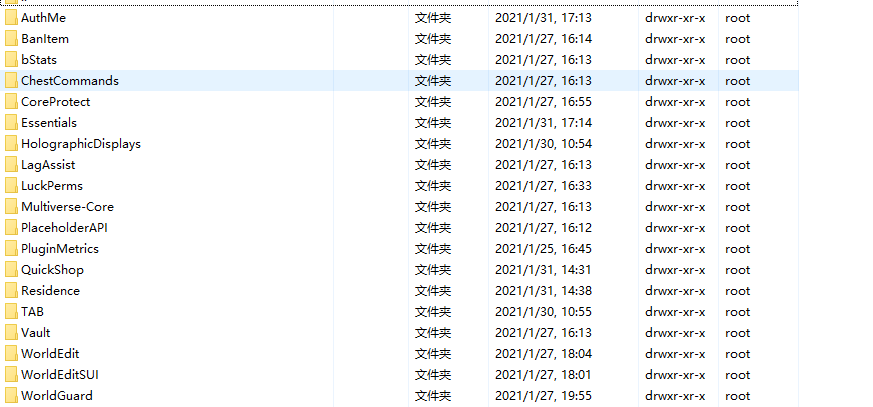 AuthMe 文件夹 2021/1/31, 17:13 drwxr-xr-x root
BanItem 文件夹 2021/1/27, 16:14 drwxr-xr-x root
bStats 文件夹 2021/1/27, 16:13 drwxr-xr-x root
ChestCommands 文件夹 2021/1/27, 16:13 drwxr-xr-x root
CoreProtect 文件夹 2021/1/27, 16:55 drwxr-xr-x root
Essentials 文件夹 2021/1/31, 17:14 drwxr-xr-x root
HolographicDisplays 文件夹 2021/1/30, 10:54 drwxr-xr-x root
LagAssist 文件夹 2021/1/27, 16:13 drwxr-xr-x root
LuckPerms 文件夹 2021/1/27, 16:33 drwxr-xr-x root
Multiverse-Core 文件夹 2021/1/27, 16:13 drwxr-xr-x root
PlaceholderAPI 文件夹 2021/1/27, 16:12 drwxr-xr-x root
PluginMetrics 文件夹 2021/1/25, 16:45 drwxr-xr-x root
QuickShop 文件夹 2021/1/31, 14:31 drwxr-xr-x root
Residence 文件夹 2021/1/31, 14:38 drwxr-xr-x root
TAB 文件夹 2021/1/30, 10:55 drwxr-xr-x root
Vault 文件夹 2021/1/27, 16:13 drwxr-xr-x root
WorldEdit 文件夹 2021/1/27, 18:04 drwxr-xr-x root
WorldEditSUI 文件夹 2021/1/27, 18:01 drwxr-xr-x root
WorldGuard 文件夹 2021/1/27, 19:55 drwxr-xr-x root